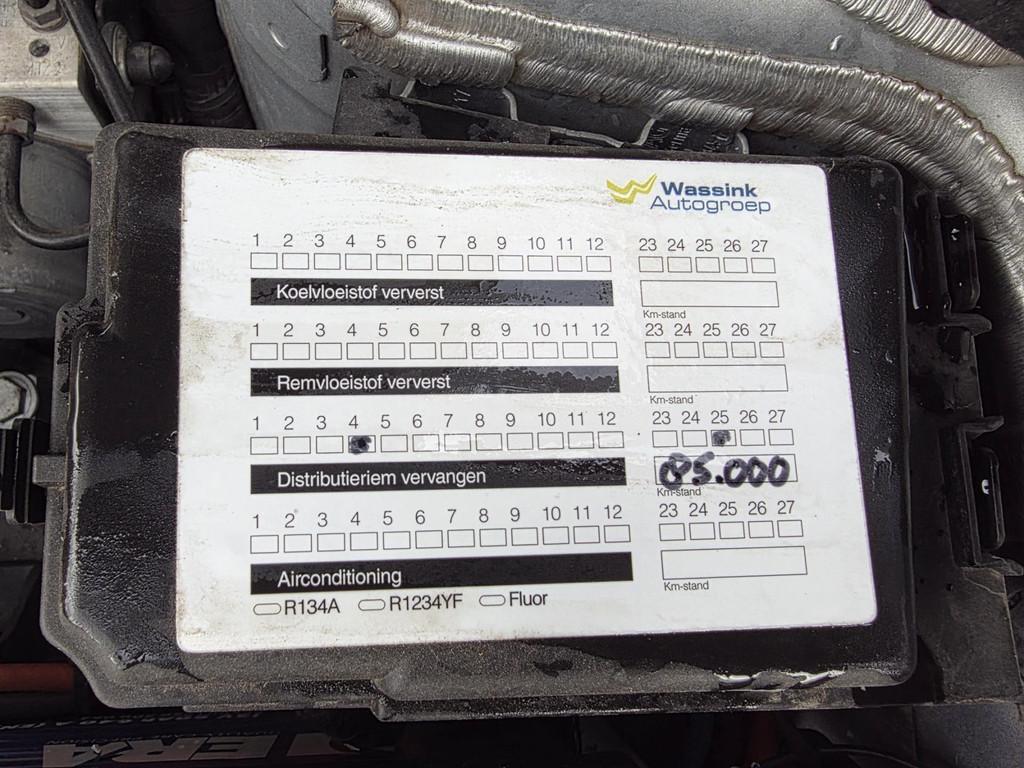 Wassink
Autogroep
1 2 3 4 5 6 7 8 9 10 11 12 23 24 25 26 27
Koelvloeistof ververst
Km-stand
1 2 3 4 5 6 7 8 9 10 11 12 23 24 25 26 27
Remvloeistof ververst
Km-stand
1 2 3 4 5 6 7 8 9 10 11 12 23 24 25 26 27
Distributieriem vervangen 085.000
Km-stand
1 2 3 4 5 6 7 8 9 10 11 12 23 24 25 26 27
Airconditioning
Km-stand
R134A R1234YF Fluor